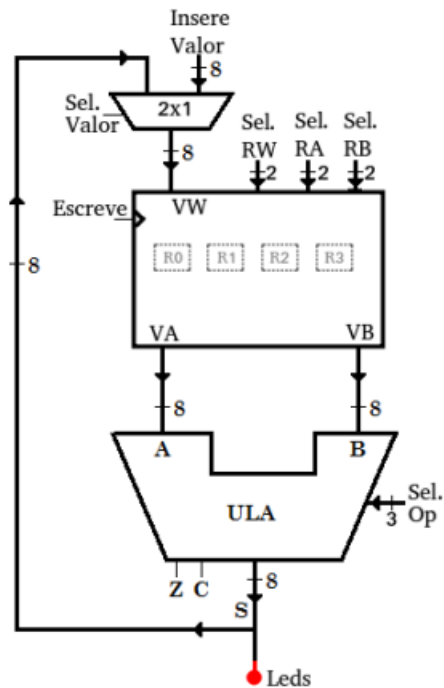 Insere
Valor
8
Sel.
Valor
2x1
8
Sel.
RW
Sel.
RA
Sel.
RB
2
2
2
Escreve
VW
R0
R1
R2
R3
8
VA
VB
8
8
A
B
ULA
Sel.
Op
3
Z
C
8
S
Leds